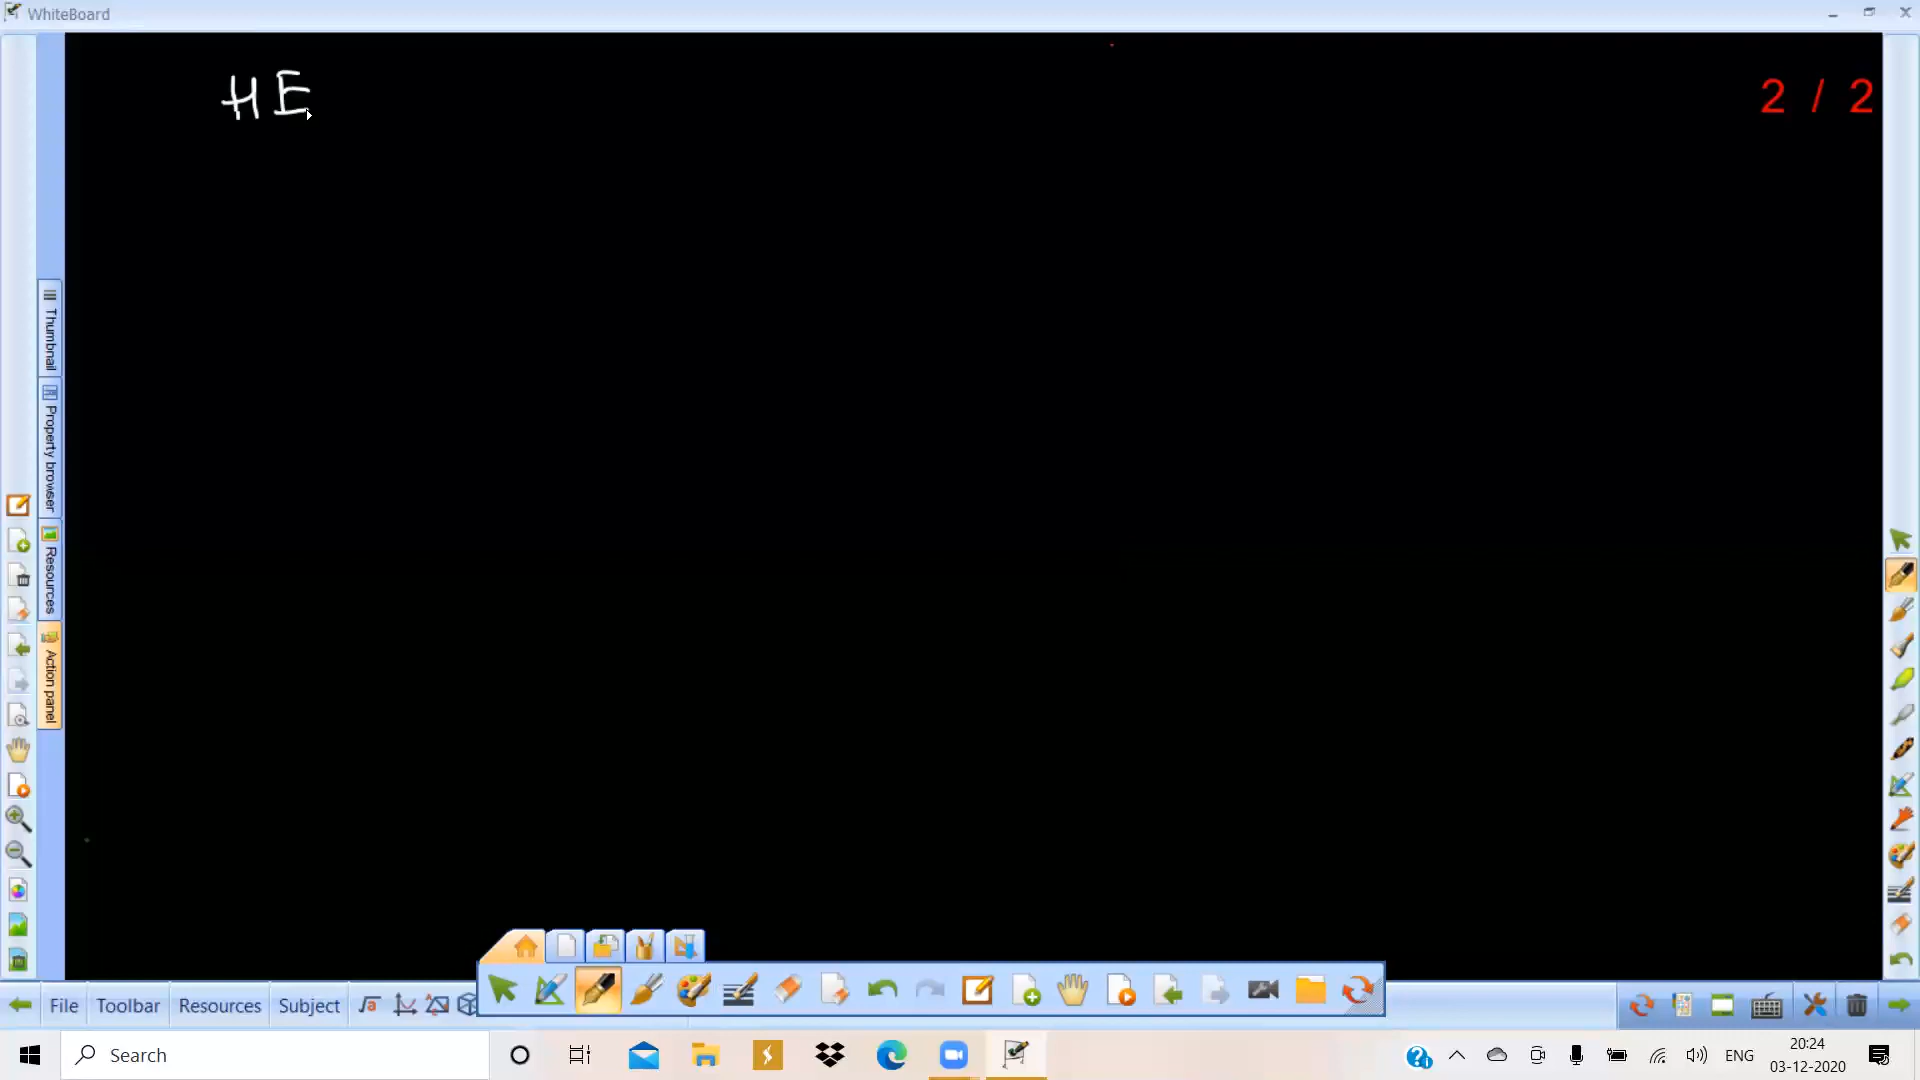 WhiteBoard
HE
2 / 2
Thumbnail
Property browser
Resources
Action panel
File Toolbar Resources Subject
Search
ENG
20:24
03-12-2020